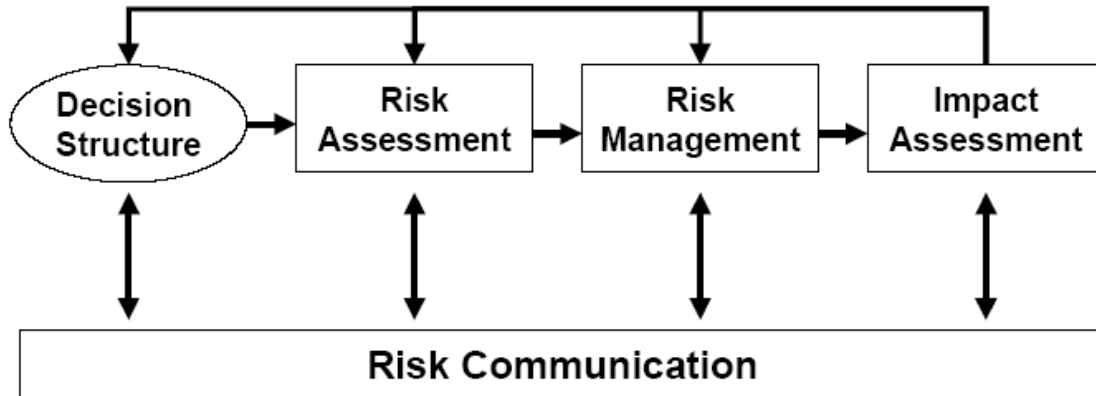 Decision
Structure
Risk
Assessment
Risk
Management
Impact
Assessment
Risk Communication